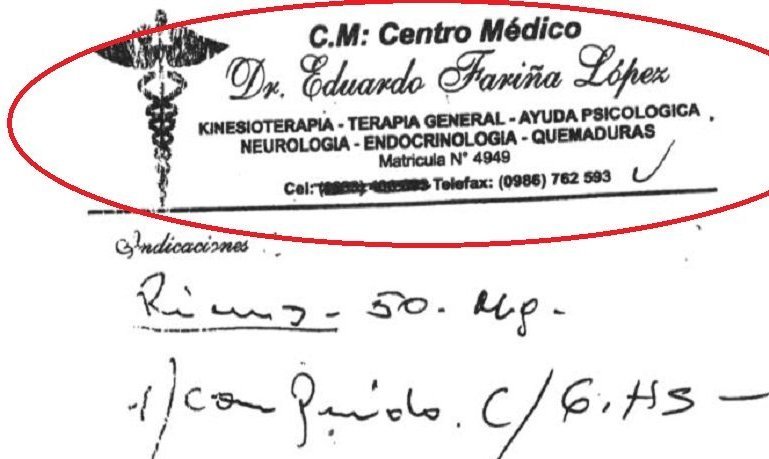 C.M: Centro Médico
Dr. Eduardo Fariña López
KINESIOTERAPIA - TERAPIA GENERAL - AYUDA PSICOLOGICA
NEUROLOGIA - ENDOCRINOLOGIA - QUEMADURAS
Matricula N° 4949
Cel: Telefax: (0986) 762 593
Indicaciones
50. Mg.
1/ comprimido. C/ 6. HS —